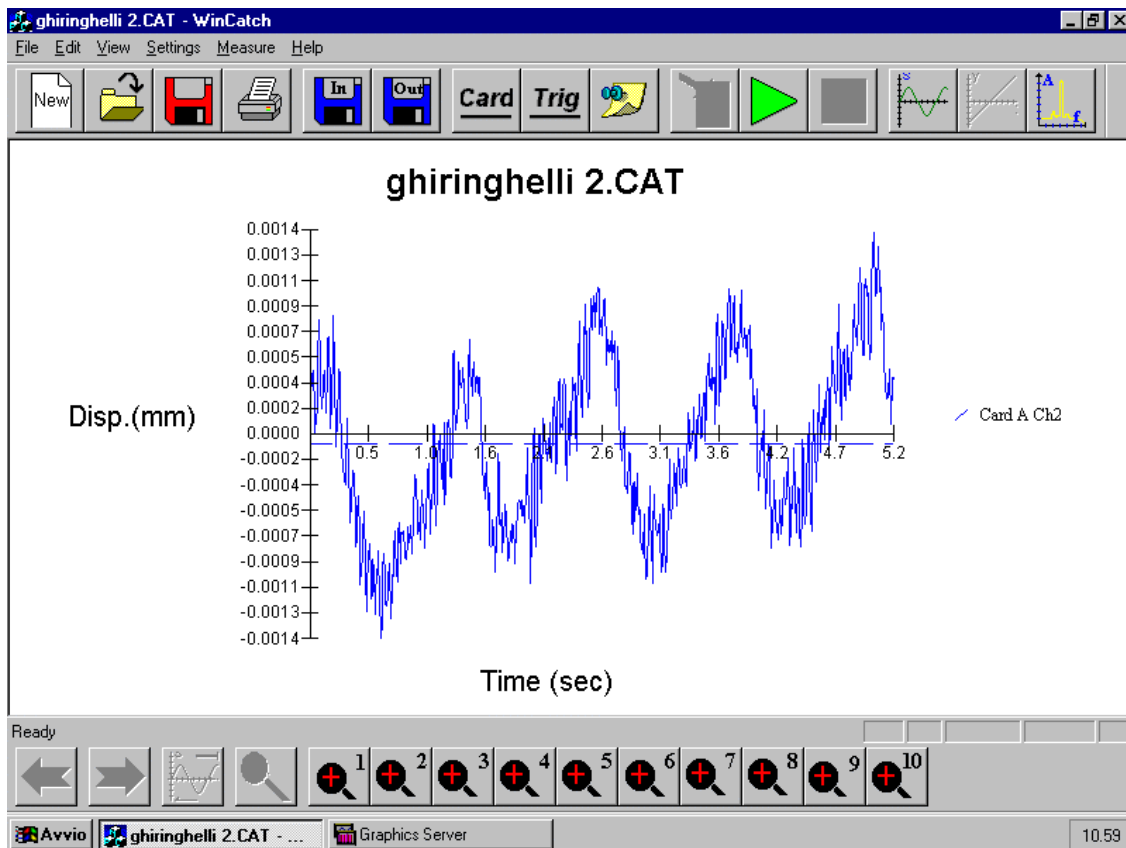 ghiringhelli 2.CAT - WinCatch
File Edit View Settings Measure Help
New In Out Card Trig S y A f
ghiringhelli 2.CAT
0.0014
0.0013
0.0011
0.0009
0.0007
0.0005
0.0004
0.0002
0.0000
-0.0002
-0.0004
-0.0005
-0.0007
-0.0009
-0.0011
-0.0013
-0.0014
Disp.(mm)
0.5 1.0 1.6 2.6 3.1 3.6 4.2 4.7 5.2
Card A Ch2
Time (sec)
Ready
1 2 3 4 5 6 7 8 9 10
Avvio ghiringhelli 2.CAT - ... Graphics Server 10.59